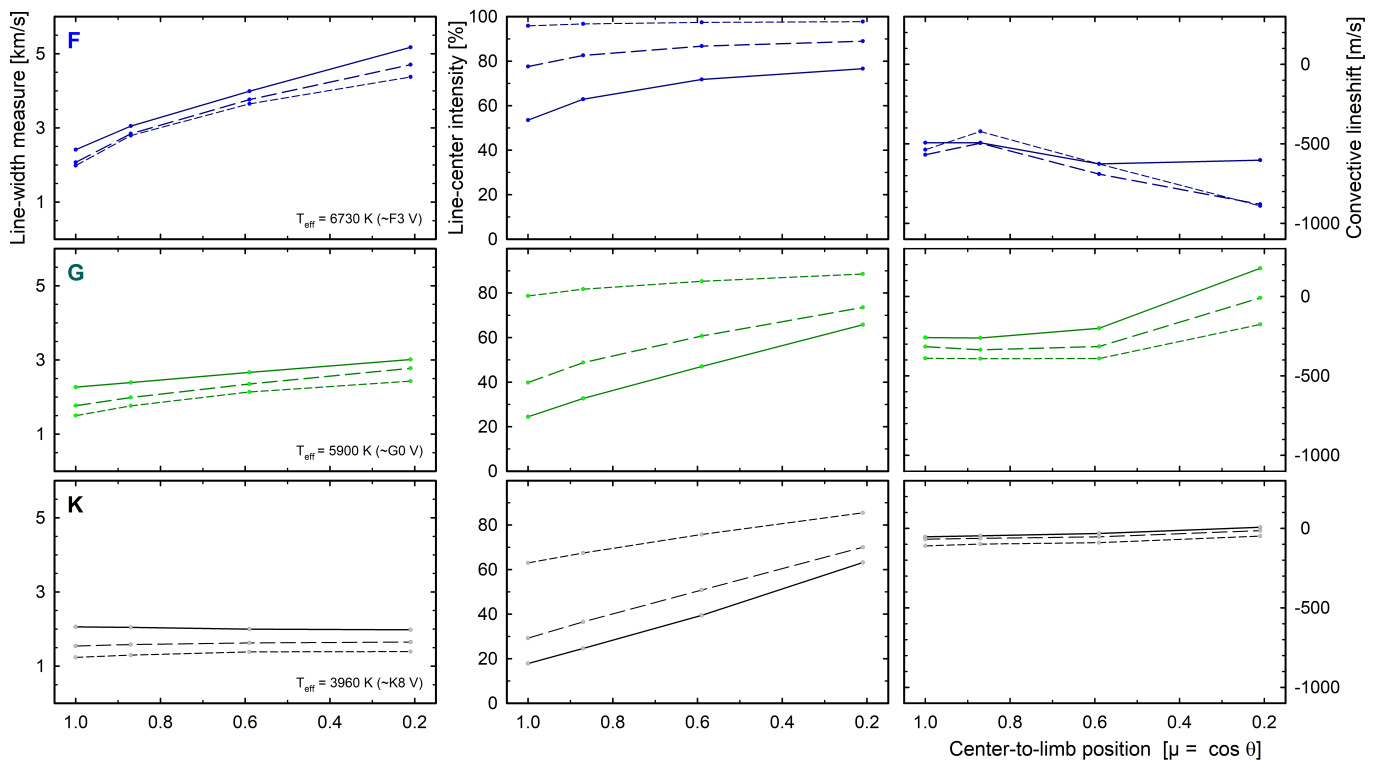 Line-width measure [km/s]
F
5
3
1
T_eff = 6730 K (~F3 V)
Line-center intensity [%]
100
80
60
40
20
0
Convective lineshift [m/s]
0
-500
-1000
G
5
3
1
T_eff = 5900 K (~G0 V)
80
60
40
20
0
0
-500
-1000
K
5
3
1
T_eff = 3960 K (~K8 V)
80
60
40
20
0
0
-500
-1000
1.0 0.8 0.6 0.4 0.2
1.0 0.8 0.6 0.4 0.2
1.0 0.8 0.6 0.4 0.2
Center-to-limb position [μ = cos θ]